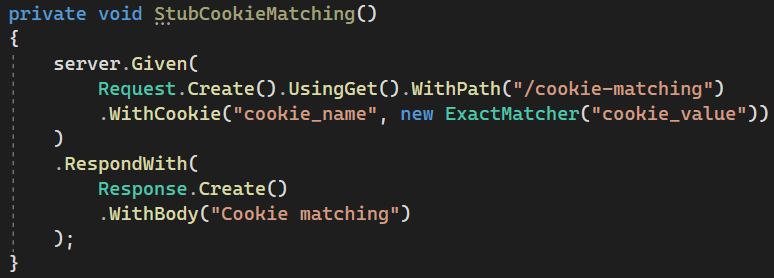 private void StubCookieMatching()
{
    server.Given(
        Request.Create().UsingGet().WithPath("/cookie-matching")
        .WithCookie("cookie_name", new ExactMatcher("cookie_value"))
    )
    .RespondWith(
        Response.Create()
        .WithBody("Cookie matching")
    );
}